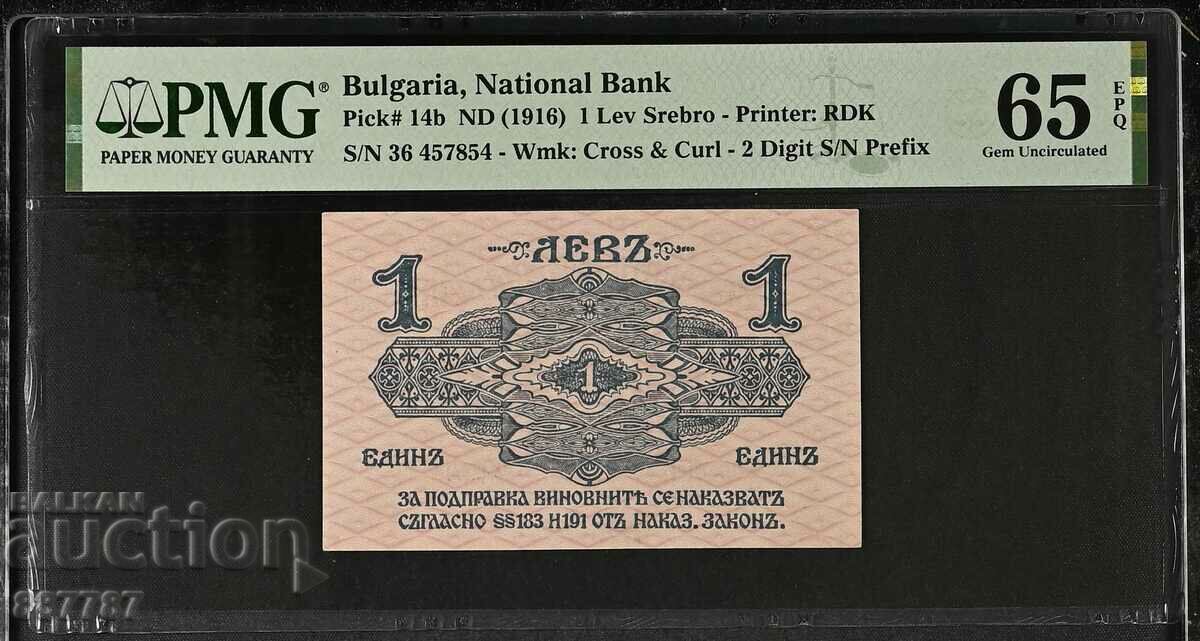 PMG®
PAPER MONEY GUARANTY
Bulgaria, National Bank
Pick# 14b ND (1916) 1 Lev Srebro - Printer: RDK
S/N 36 457854 - Wmk: Cross & Curl - 2 Digit S/N Prefix
65 EPQ
Gem Uncirculated
ЛЕВЪ
1 1
1
ЕДИНЪ ЕДИНЪ
ЗА ПОДПРАВКА ВИНОВНИТѢ СЕ НАКАЗВАТЪ
СЪГЛАСНО §§183 И 191 ОТЪ НАКАЗ. ЗАКОНЪ.
BALKAN
auction
887787